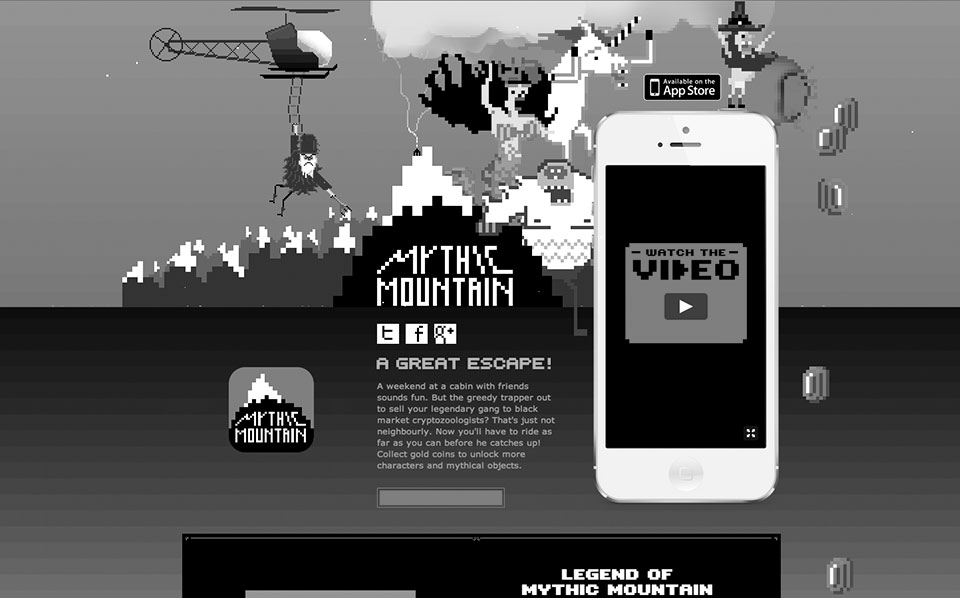 Available on the
App Store
MYTHIC
MOUNTAIN
WATCH THE
VIDEO
t f g+
A GREAT ESCAPE!
A weekend at a cabin with friends
sounds fun. But the greedy trapper out
to sell your legendary gang to black
market cryptozoologists? That's just not
neighbourly. Now you'll have to ride as
far as you can before he catches up!
Collect gold coins to unlock more
characters and mythical objects.
MYTHIC
MOUNTAIN
LEGEND OF
MYTHIC MOUNTAIN